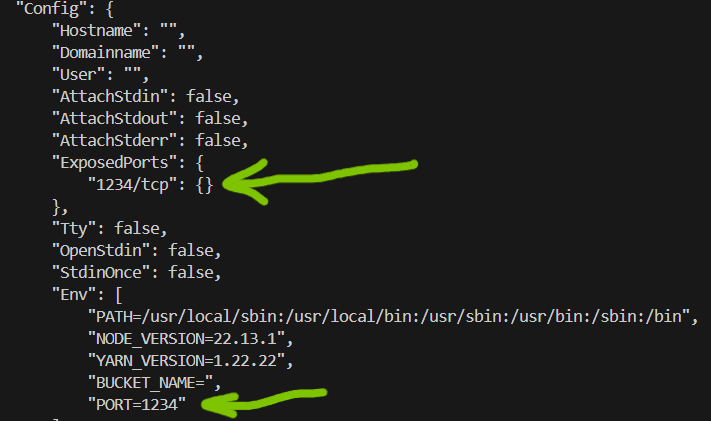 "Config": {
"Hostname": "",
"Domainname": "",
"User": "",
"AttachStdin": false,
"AttachStdout": false,
"AttachStderr": false,
"ExposedPorts": {
"1234/tcp": {}
},
"Tty": false,
"OpenStdin": false,
"StdinOnce": false,
"Env": [
"PATH=/usr/local/sbin:/usr/local/bin:/usr/sbin:/usr/bin:/sbin:/bin",
"NODE_VERSION=22.13.1",
"YARN_VERSION=1.22.22",
"BUCKET_NAME=",
"PORT=1234"